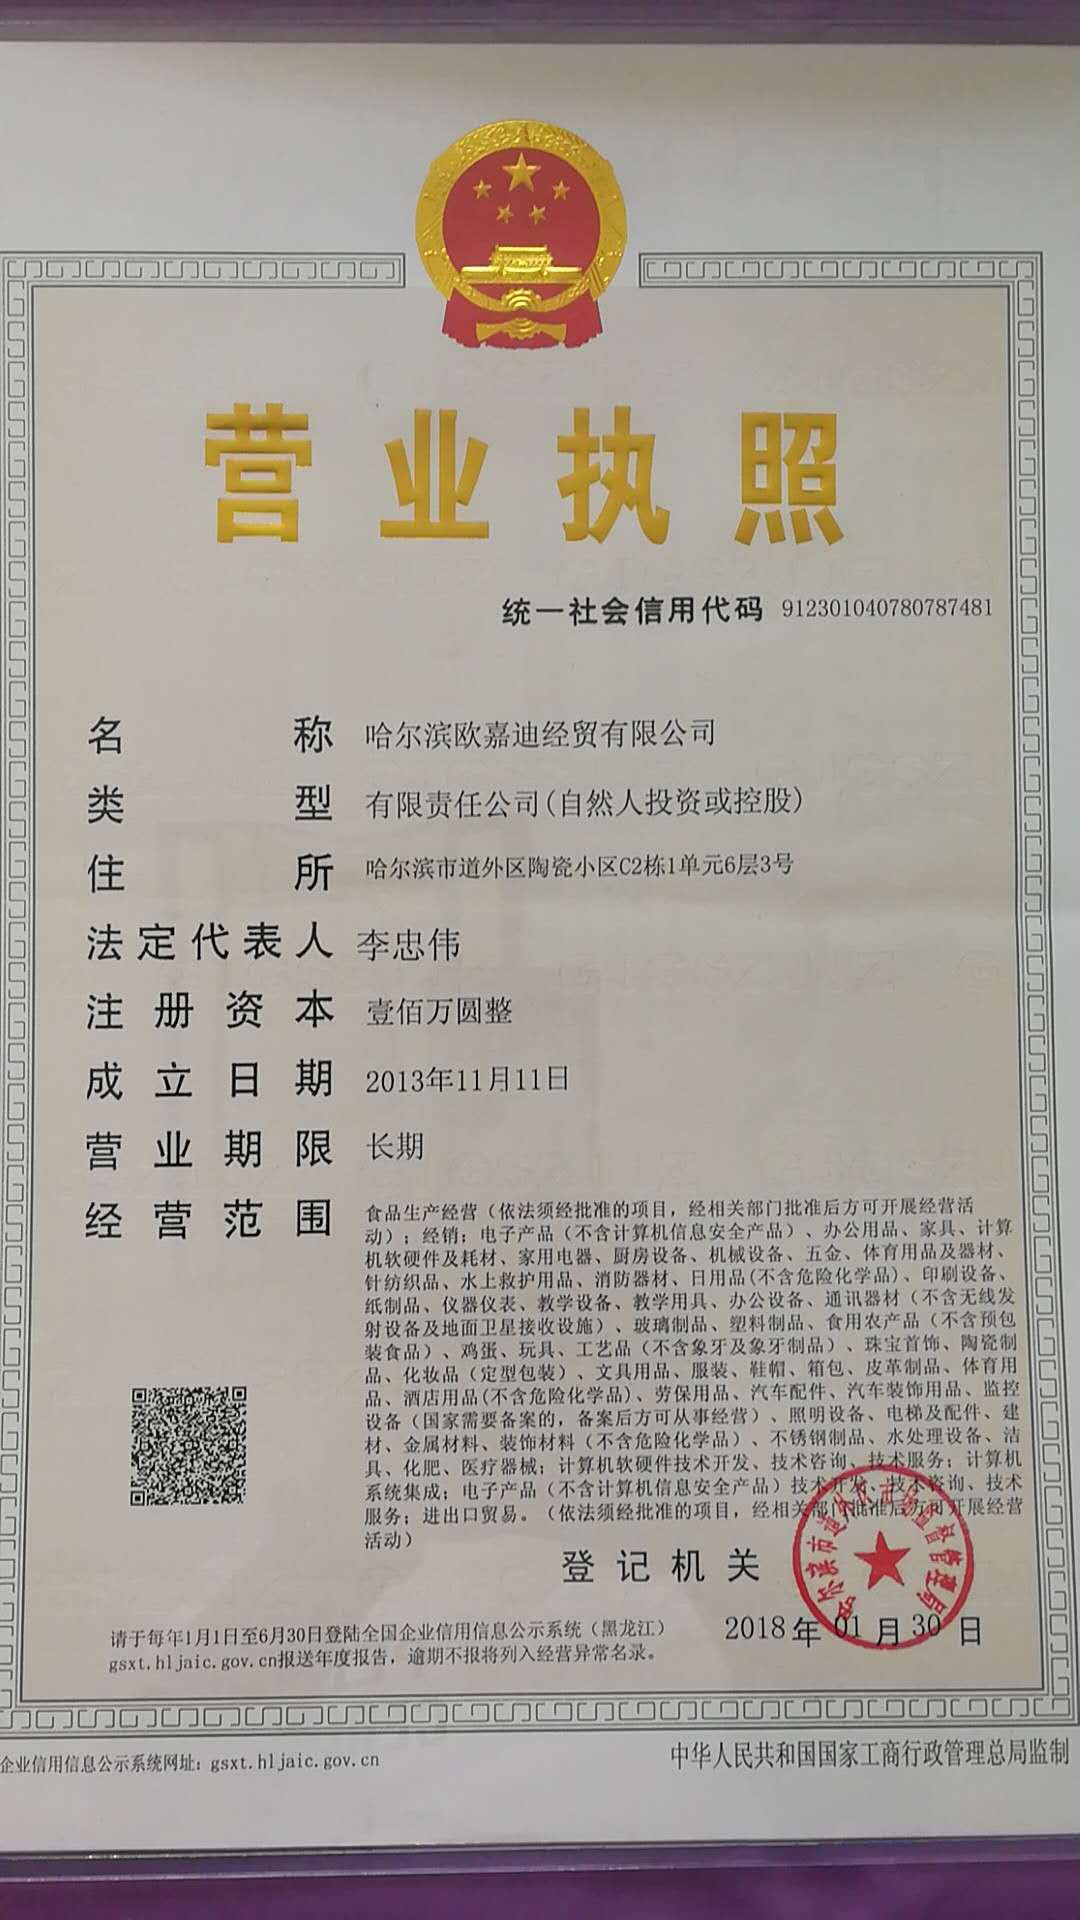 营业执照
统一社会信用代码 912301040780787481
名称 哈尔滨欧嘉迪经贸有限公司
类型 有限责任公司(自然人投资或控股)
住所 哈尔滨市道外区陶瓷小区C2栋1单元6层3号
法定代表人 李忠伟
注册资本 壹佰万圆整
成立日期 2013年11月11日
营业期限 长期
经营范围 食品生产经营（依法须经批准的项目，经相关部门批准后方可开展经营活
动）；经销：电子产品（不含计算机信息安全产品）、办公用品、家具、计算
机软硬件及耗材、家用电器、厨房设备、机械设备、五金、体育用品及器材、
针纺织品、水上救护用品、消防器材、日用品(不含危险化学品)、印刷设备、
纸制品、仪器仪表、教学设备、教学用具、办公设备、通讯器材（不含无线发
射设备及地面卫星接收设施）、玻璃制品、塑料制品、食用农产品（不含预包
装食品）、鸡蛋、玩具、工艺品（不含象牙及象牙制品）、珠宝首饰、陶瓷制
品、化妆品（定型包装）、文具用品、服装、鞋帽、箱包、皮革制品、体育用
品、酒店用品(不含危险化学品)、劳保用品、汽车配件、汽车装饰用品、监控
设备（国家需要备案的，备案后方可从事经营）、照明设备、电梯及配件、建
材、金属材料、装饰材料（不含危险化学品）、不锈钢制品、水处理设备、洁
具、化肥、医疗器械；计算机软硬件技术开发、技术咨询、技术服务；计算机
系统集成；电子产品（不含计算机信息安全产品）技术开发、技术咨询、技术
服务；进出口贸易。（依法须经批准的项目，经相关部门批准后方可开展经营
活动）
登记机关
哈尔滨市道外区市场监督管理局
2018年01月30日
请于每年1月1日至6月30日登陆全国企业信用信息公示系统（黑龙江）
gsxt.hljaic.gov.cn报送年度报告，逾期不报将列入经营异常名录。
企业信用信息公示系统网址：gsxt.hljaic.gov.cn
中华人民共和国国家工商行政管理总局监制